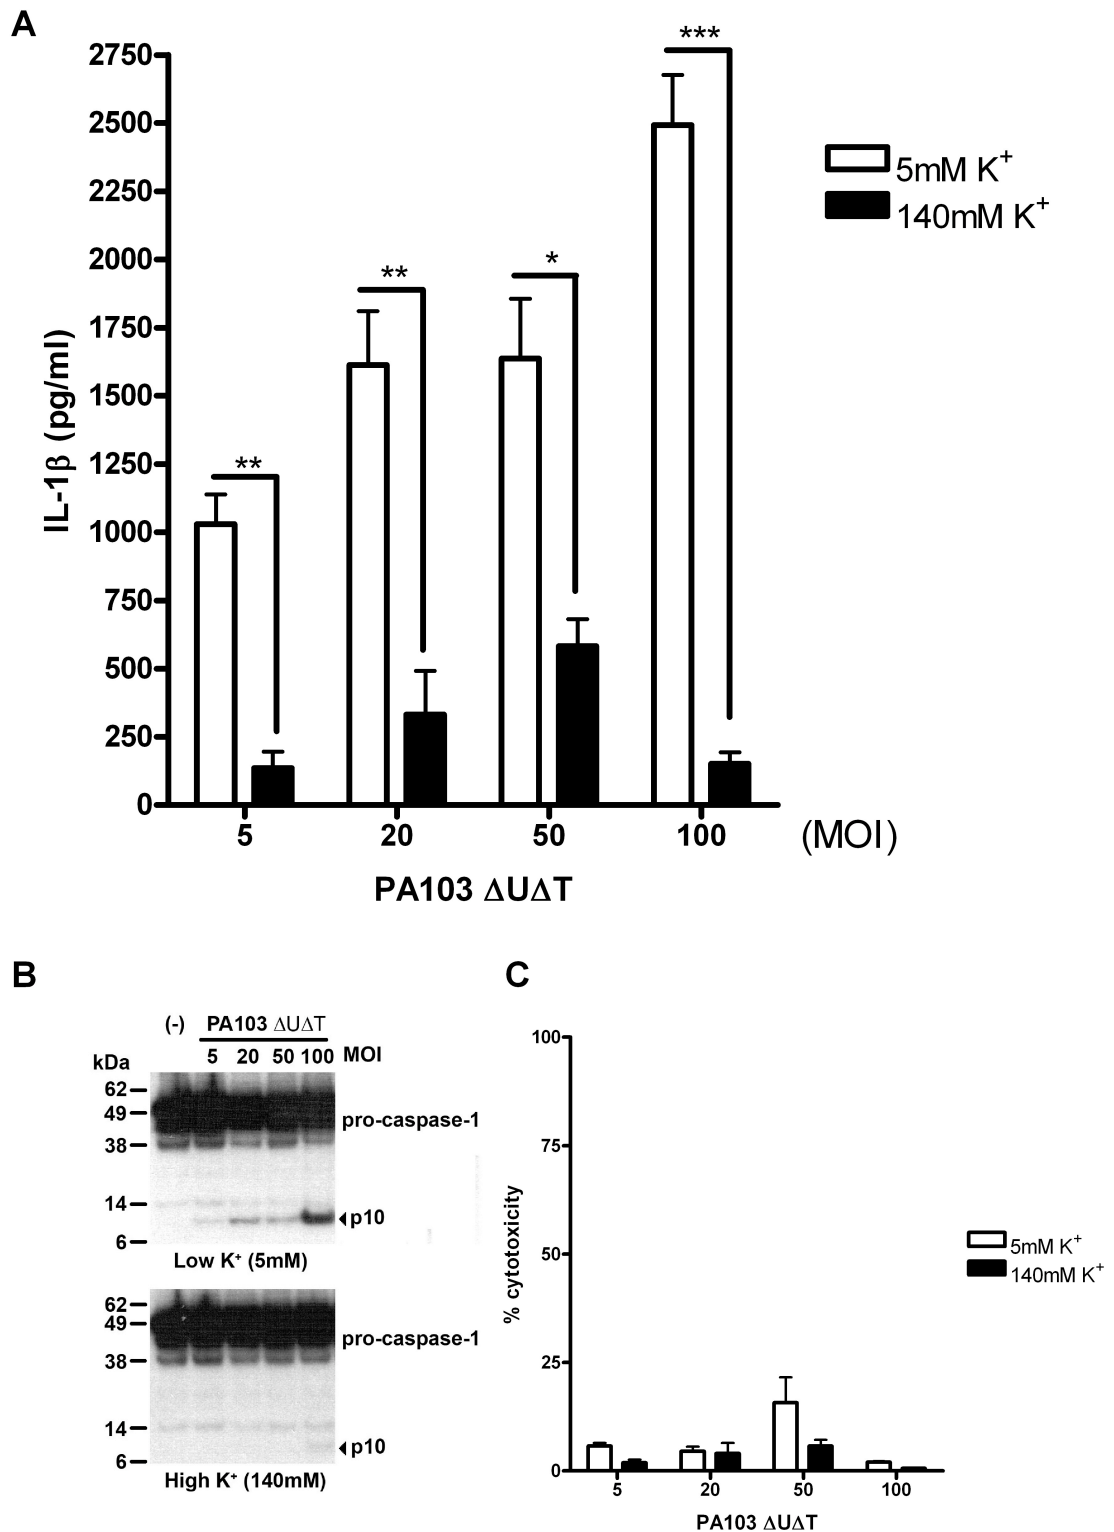 A
***
2750
2500
2250
2000
1750
1500
1250
1000
750
500
250
0
IL-1β (pg/ml)
5mM K⁺
140mM K⁺
**
*
**
5 20 50 100 (MOI)
PA103 ΔUΔT
B
(-) PA103 ΔUΔT
kDa 5 20 50 100 MOI
62
49 pro-caspase-1
38
14
p10
6
Low K⁺ (5mM)
62
49 pro-caspase-1
38
14
p10
6
High K⁺ (140mM)
C
100
75
50
25
0
% cytotoxicity
5mM K⁺
140mM K⁺
5 20 50 100
PA103 ΔUΔT